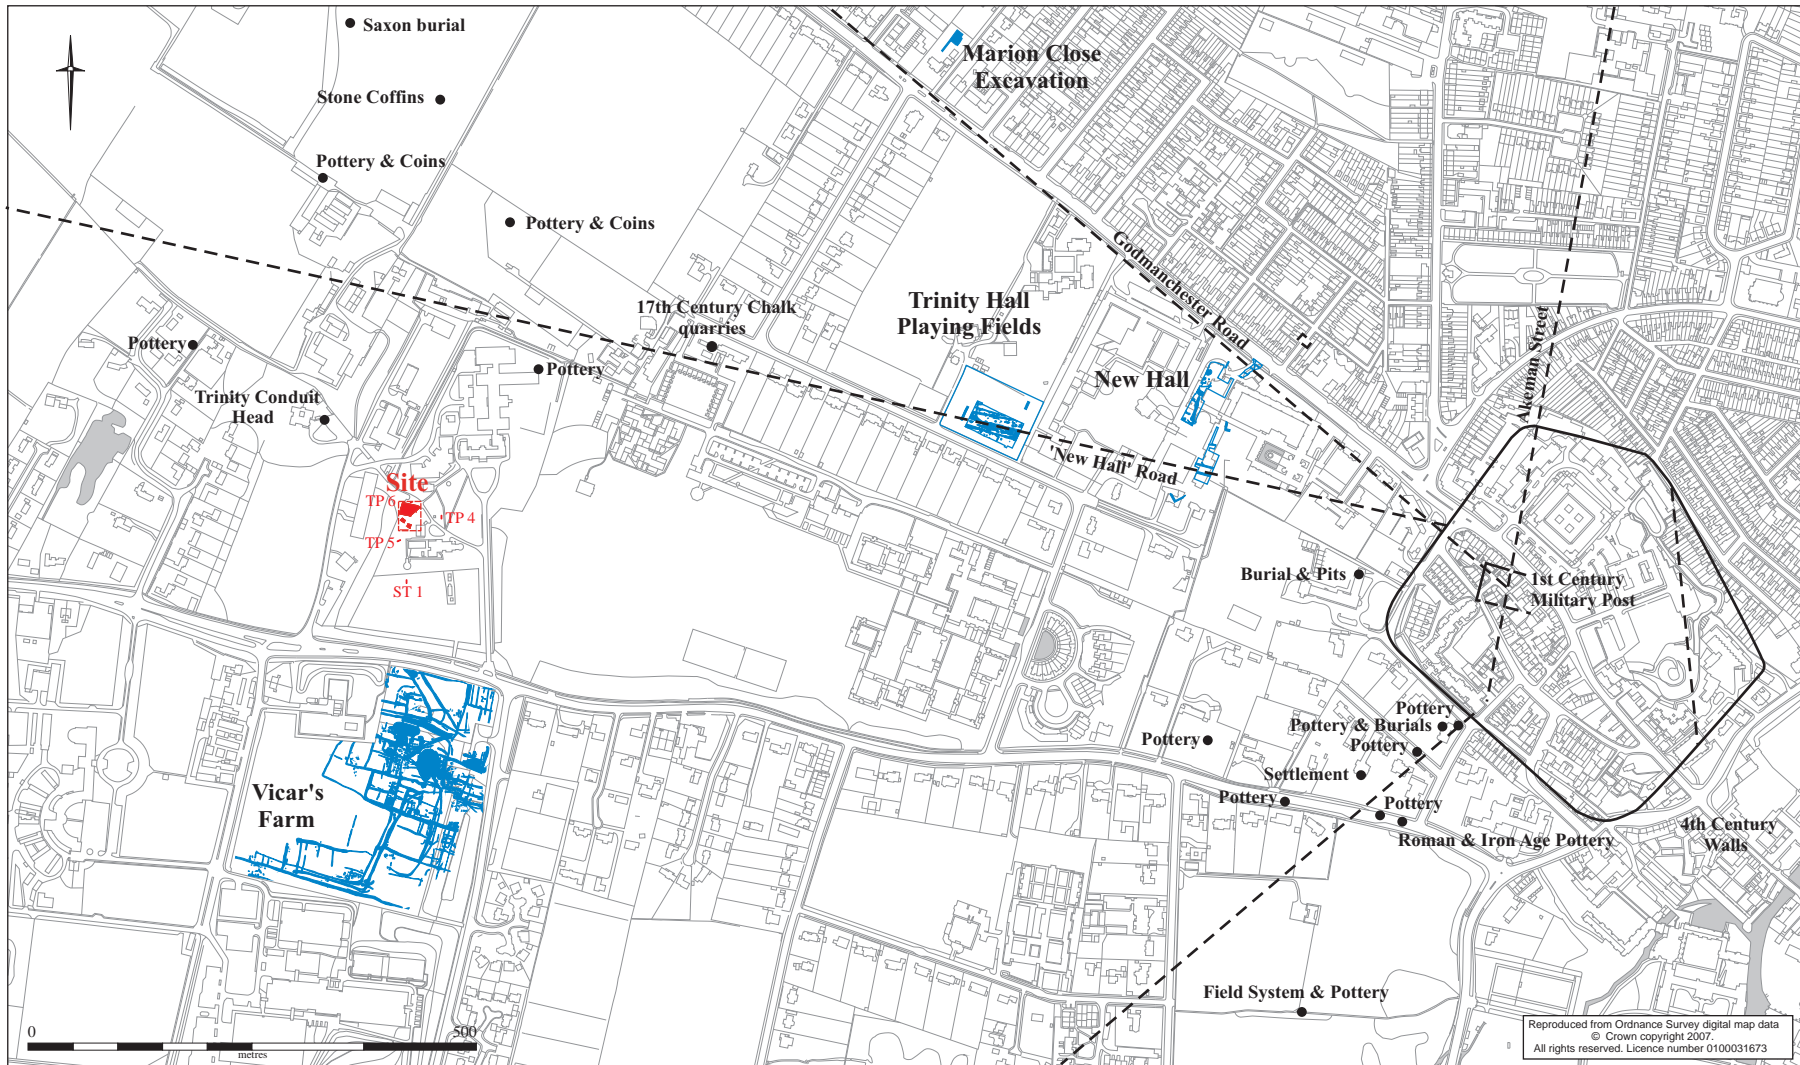 Saxon burial
Stone Coffins
Pottery & Coins
Pottery & Coins
Marion Close
Excavation
17th Century Chalk
quarries
Trinity Hall
Playing Fields
Godmanchester Road
Akeman Street
New Hall
'New Hall' Road
Pottery
Pottery
Trinity Conduit
Head
Site
TP 6
TP 4
TP 5
ST 1
Burial & Pits
1st Century
Military Post
Pottery
Pottery & Burials
Pottery
Pottery
Settlement
Pottery
Pottery
Roman & Iron Age Pottery
4th Century
Walls
Vicar's
Farm
Field System & Pottery
0
500
metres
Reproduced from Ordnance Survey digital map data
© Crown copyright 2007.
All rights reserved. Licence number 0100031673